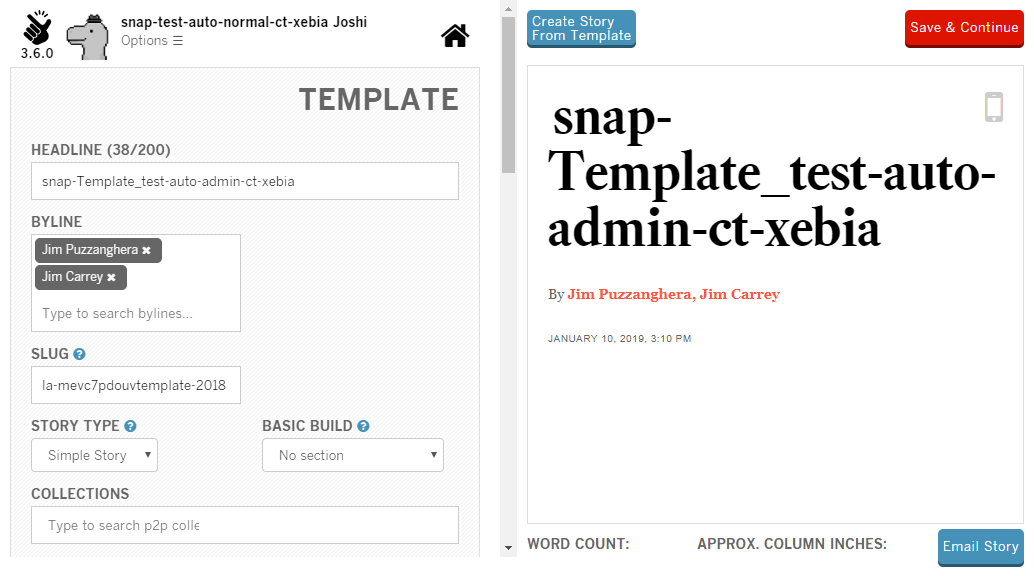 snap-test-auto-normal-ct-xebia Joshi
Options ☰
3.6.0
TEMPLATE
HEADLINE (38/200)
snap-Template_test-auto-admin-ct-xebia
BYLINE
Jim Puzzanghera ✖
Jim Carrey ✖
Type to search bylines...
SLUG ?
la-mevc7pdouvtemplate-2018
STORY TYPE ?
BASIC BUILD ?
Simple Story
No section
COLLECTIONS
Type to search p2p colle
Create Story
From Template
Save & Continue
snap-
Template_test-auto-
admin-ct-xebia
By Jim Puzzanghera, Jim Carrey
JANUARY 10, 2019, 3:10 PM
WORD COUNT:
APPROX. COLUMN INCHES:
Email Story